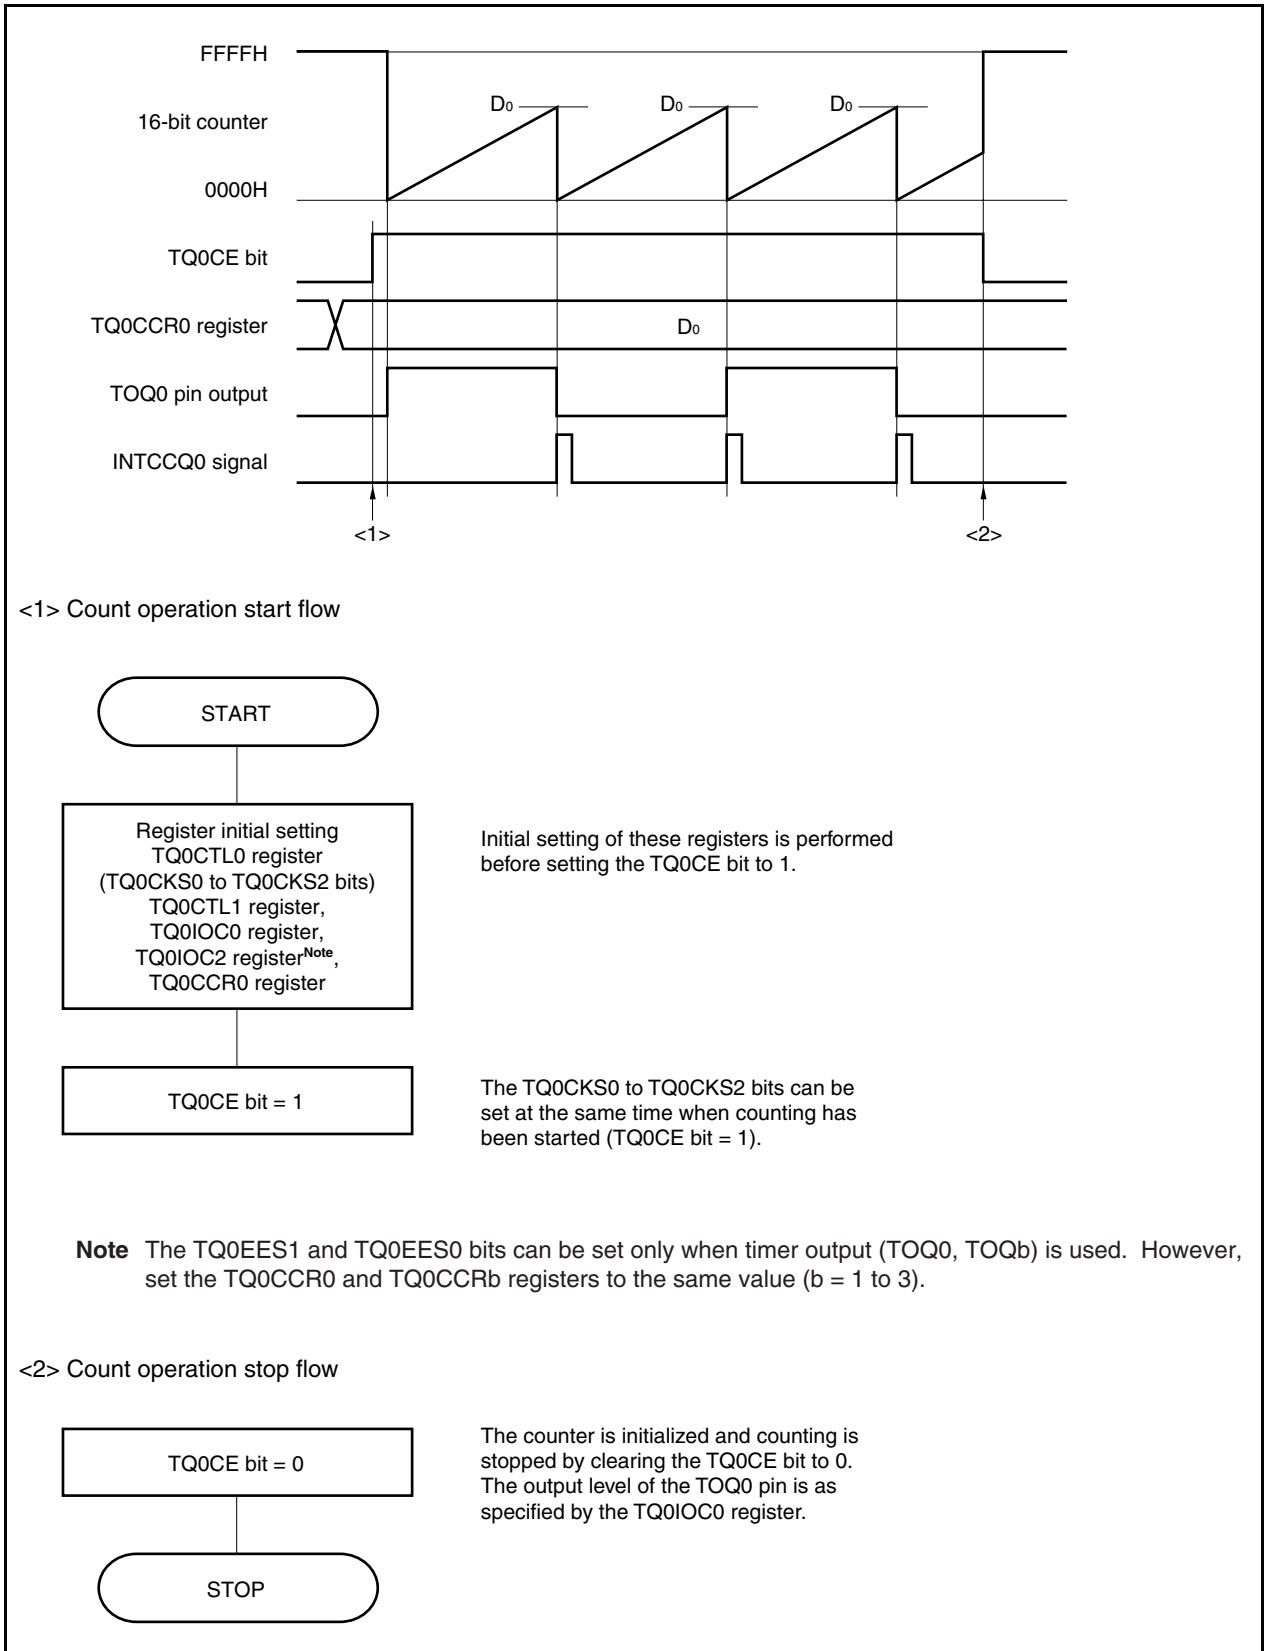 FFFFH
D0 D0 D0
16-bit counter
0000H
TQ0CE bit
TQ0CCR0 register
D0
TOQ0 pin output
INTCCQ0 signal
<1> <2>
<1> Count operation start flow
START
Register initial setting
TQ0CTL0 register
(TQ0CKS0 to TQ0CKS2 bits)
TQ0CTL1 register,
TQ0IOC0 register,
TQ0IOC2 registerNote,
TQ0CCR0 register
Initial setting of these registers is performed
before setting the TQ0CE bit to 1.
TQ0CE bit = 1
The TQ0CKS0 to TQ0CKS2 bits can be
set at the same time when counting has
been started (TQ0CE bit = 1).
Note The TQ0EES1 and TQ0EES0 bits can be set only when timer output (TOQ0, TOQb) is used. However,
set the TQ0CCR0 and TQ0CCRb registers to the same value (b = 1 to 3).
<2> Count operation stop flow
TQ0CE bit = 0
The counter is initialized and counting is
stopped by clearing the TQ0CE bit to 0.
The output level of the TOQ0 pin is as
specified by the TQ0IOC0 register.
STOP